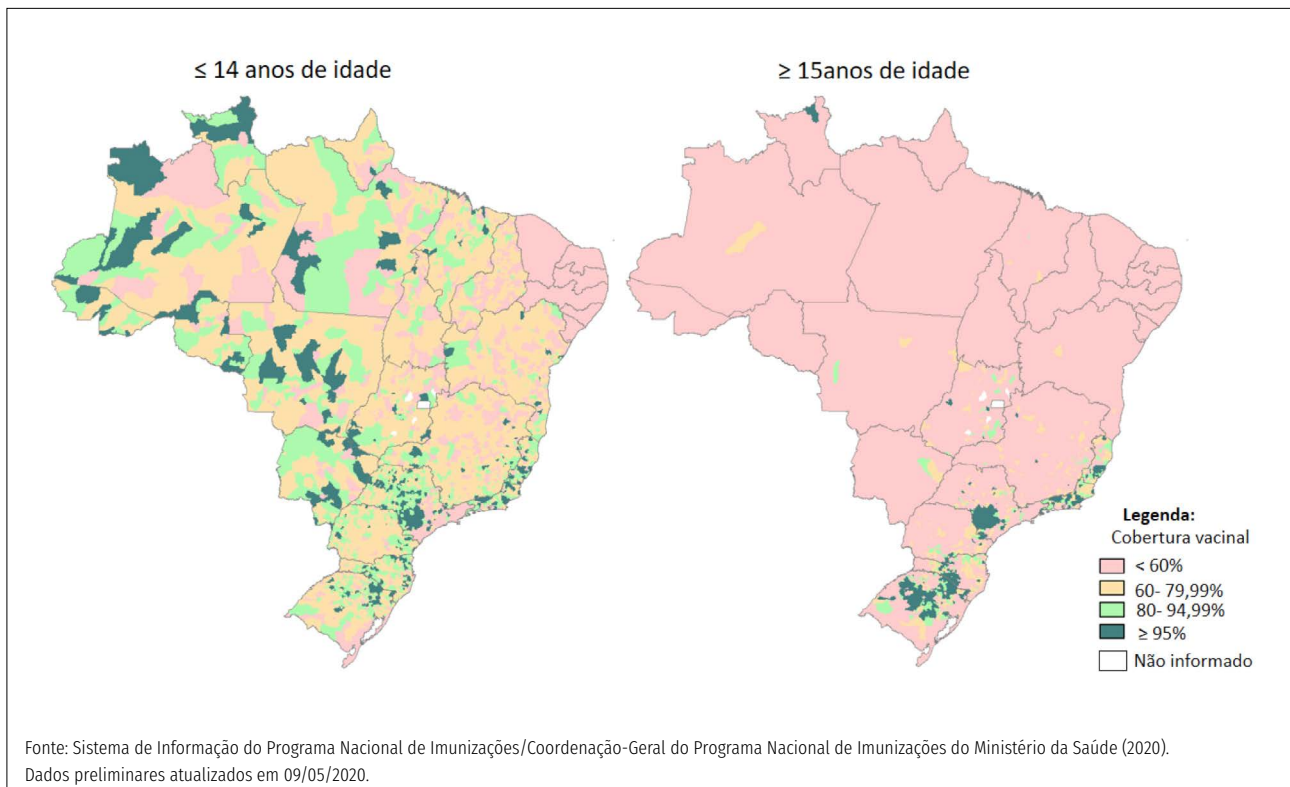 ≤ 14 anos de idade
≥ 15anos de idade
Legenda:
Cobertura vacinal
< 60%
60- 79,99%
80- 94,99%
≥ 95%
Não informado
Fonte: Sistema de Informação do Programa Nacional de Imunizações/Coordenação-Geral do Programa Nacional de Imunizações do Ministério da Saúde (2020).
Dados preliminares atualizados em 09/05/2020.